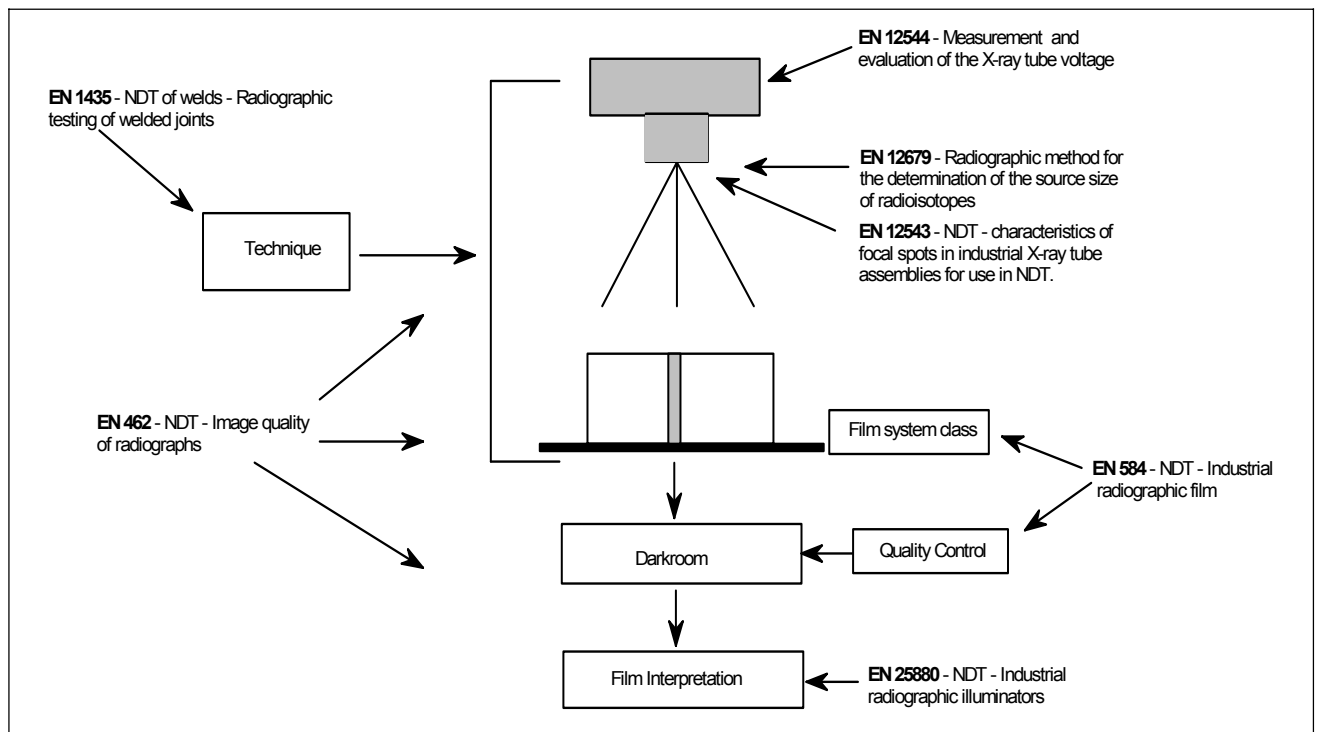 EN 12544 - Measurement and
evaluation of the X-ray tube voltage
EN 1435 - NDT of welds - Radiographic
testing of welded joints
EN 12679 - Radiographic method for
the determination of the source size
of radioisotopes
Technique
EN 12543 - NDT - characteristics of
focal spots in industrial X-ray tube
assemblies for use in NDT.
EN 462 - NDT - Image quality
of radiographs
Film system class
EN 584 - NDT - Industrial
radiographic film
Darkroom
Quality Control
Film Interpretation
EN 25880 - NDT - Industrial
radiographic illuminators